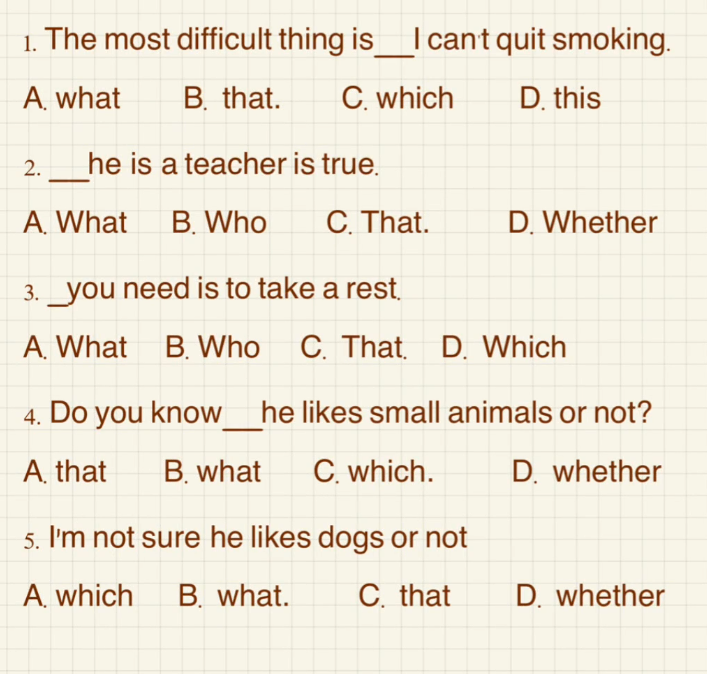 1. The most difficult thing is___I can't quit smoking.
A. what B. that. C. which D. this
2. ___he is a teacher is true.
A. What B. Who C. That. D. Whether
3. __you need is to take a rest.
A. What B. Who C. That. D. Which
4. Do you know___he likes small animals or not?
A. that B. what C. which. D. whether
5. I'm not sure he likes dogs or not
A. which B. what. C. that D. whether